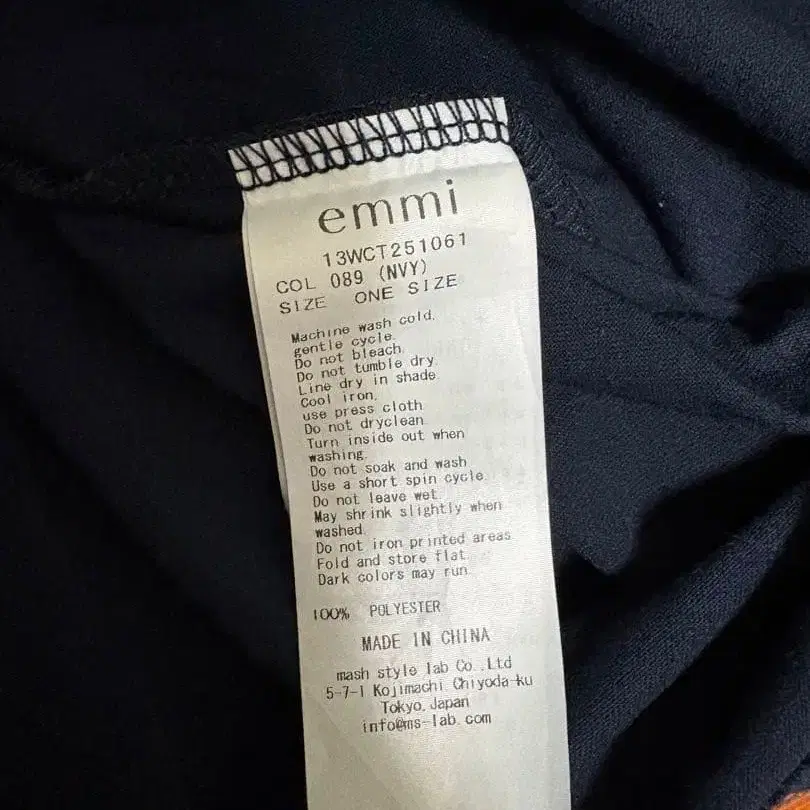 emmi
13WCT251061
COL 089 (NVY)
SIZE ONE SIZE
Machine wash cold,
gentle cycle.
Do not bleach.
Do not tumble dry.
Line dry in shade.
Cool iron,
use press cloth
Do not dryclean.
Turn inside out when
washing.
Do not soak and wash
Use a short spin cycle.
Do not leave wet.
May shrink slightly when
washed.
Do not iron printed areas
Fold and store flat.
Dark colors may run.
100% POLYESTER
MADE IN CHINA
mash style lab Co.,Ltd
5-7-1 Kojimachi Chiyoda-ku
Tokyo,Japan
info@ms-lab.com